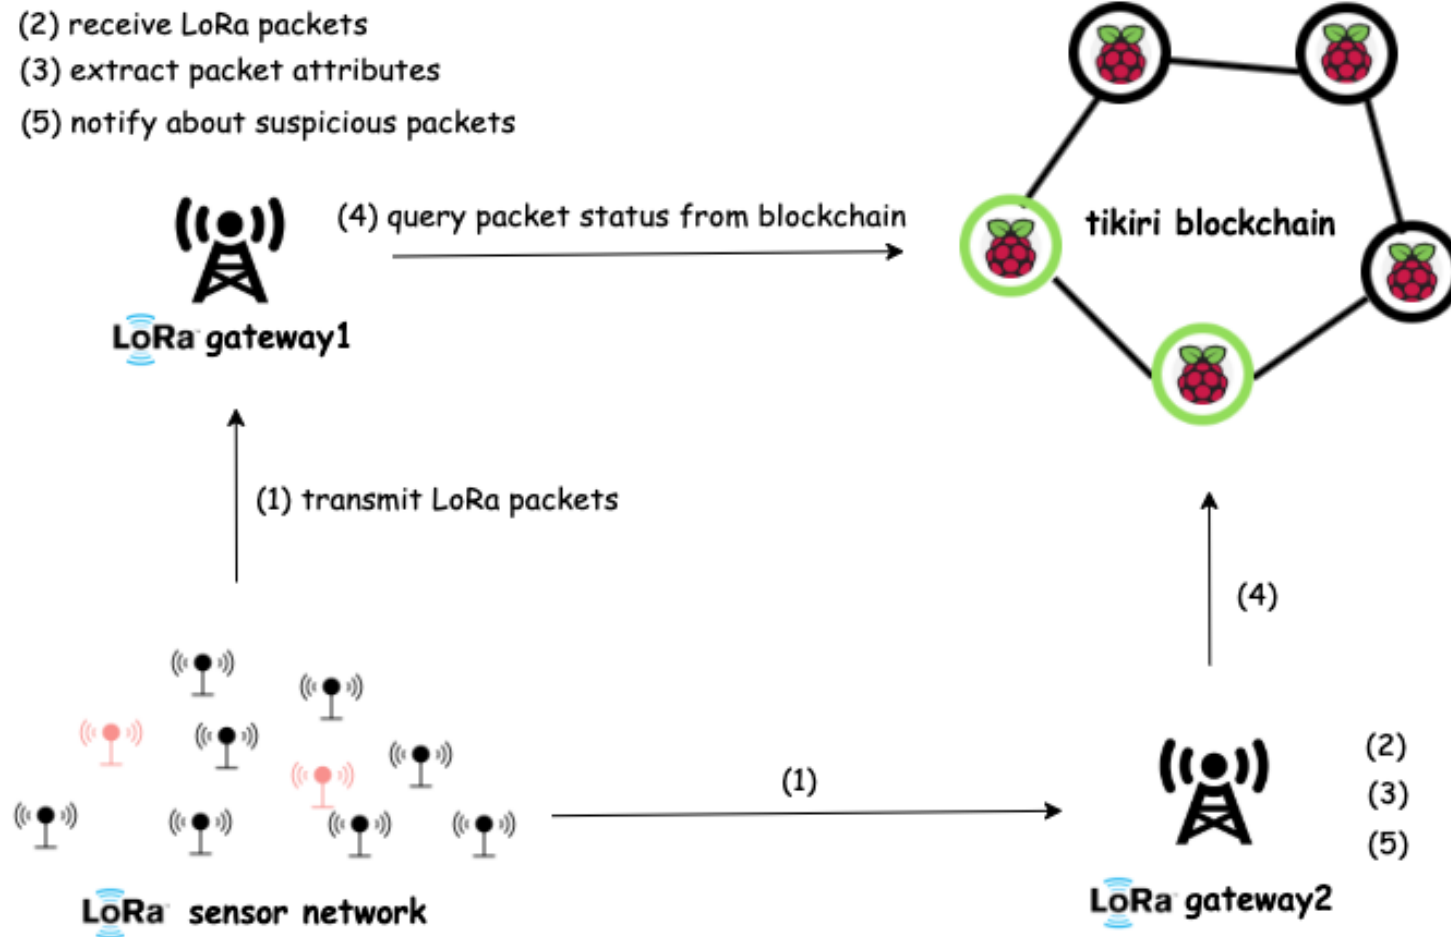 (2) receive LoRa packets
(3) extract packet attributes
(5) notify about suspicious packets
(4) query packet status from blockchain
tikiri blockchain
LoRa gateway1
(1) transmit LoRa packets
(4)
(1)
(2)
(3)
(5)
LoRa sensor network
LoRa gateway2